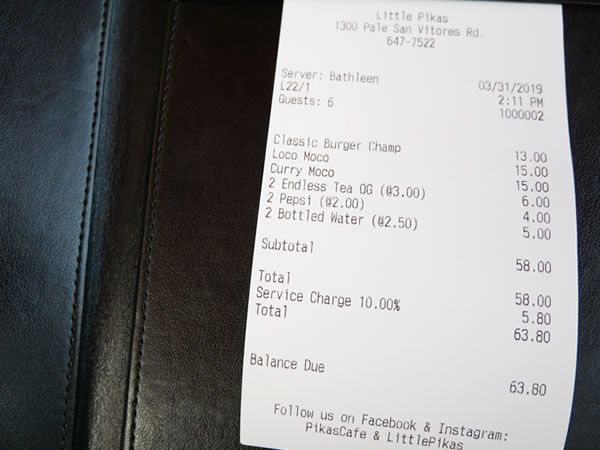 Little Pikas
1300 Pale San Vitores Rd.
647-7522
Server: Bathleen 03/31/2019
L22/1 2:11 PM
Guests: 6 1000002
Classic Burger Champ 13.00
Loco Moco 15.00
Curry Moco 15.00
2 Endless Tea OG (@3.00) 6.00
2 Pepsi (@2.00) 4.00
2 Bottled Water (@2.50) 5.00
Subtotal 58.00
Total 58.00
Service Charge 10.00% 5.80
Total 63.80
Balance Due 63.80
Follow us on Facebook & Instagram:
PikasCafe & LittlePikas